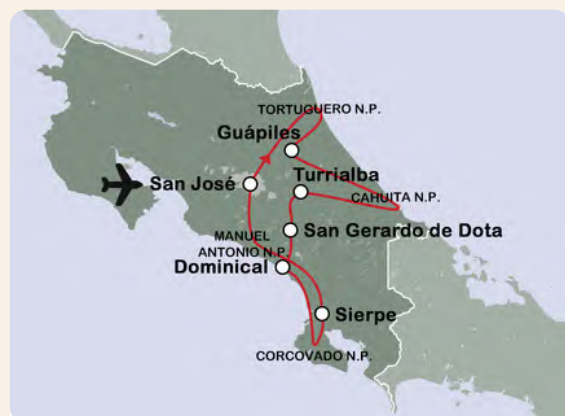 TORTUGUERO N.P.
Guápiles
Turrialba
San José
CAHUITA N.P.
MANUEL
ANTONIO N.P.
San Gerardo de Dota
Dominical
Sierpe
CORCOVADO N.P.